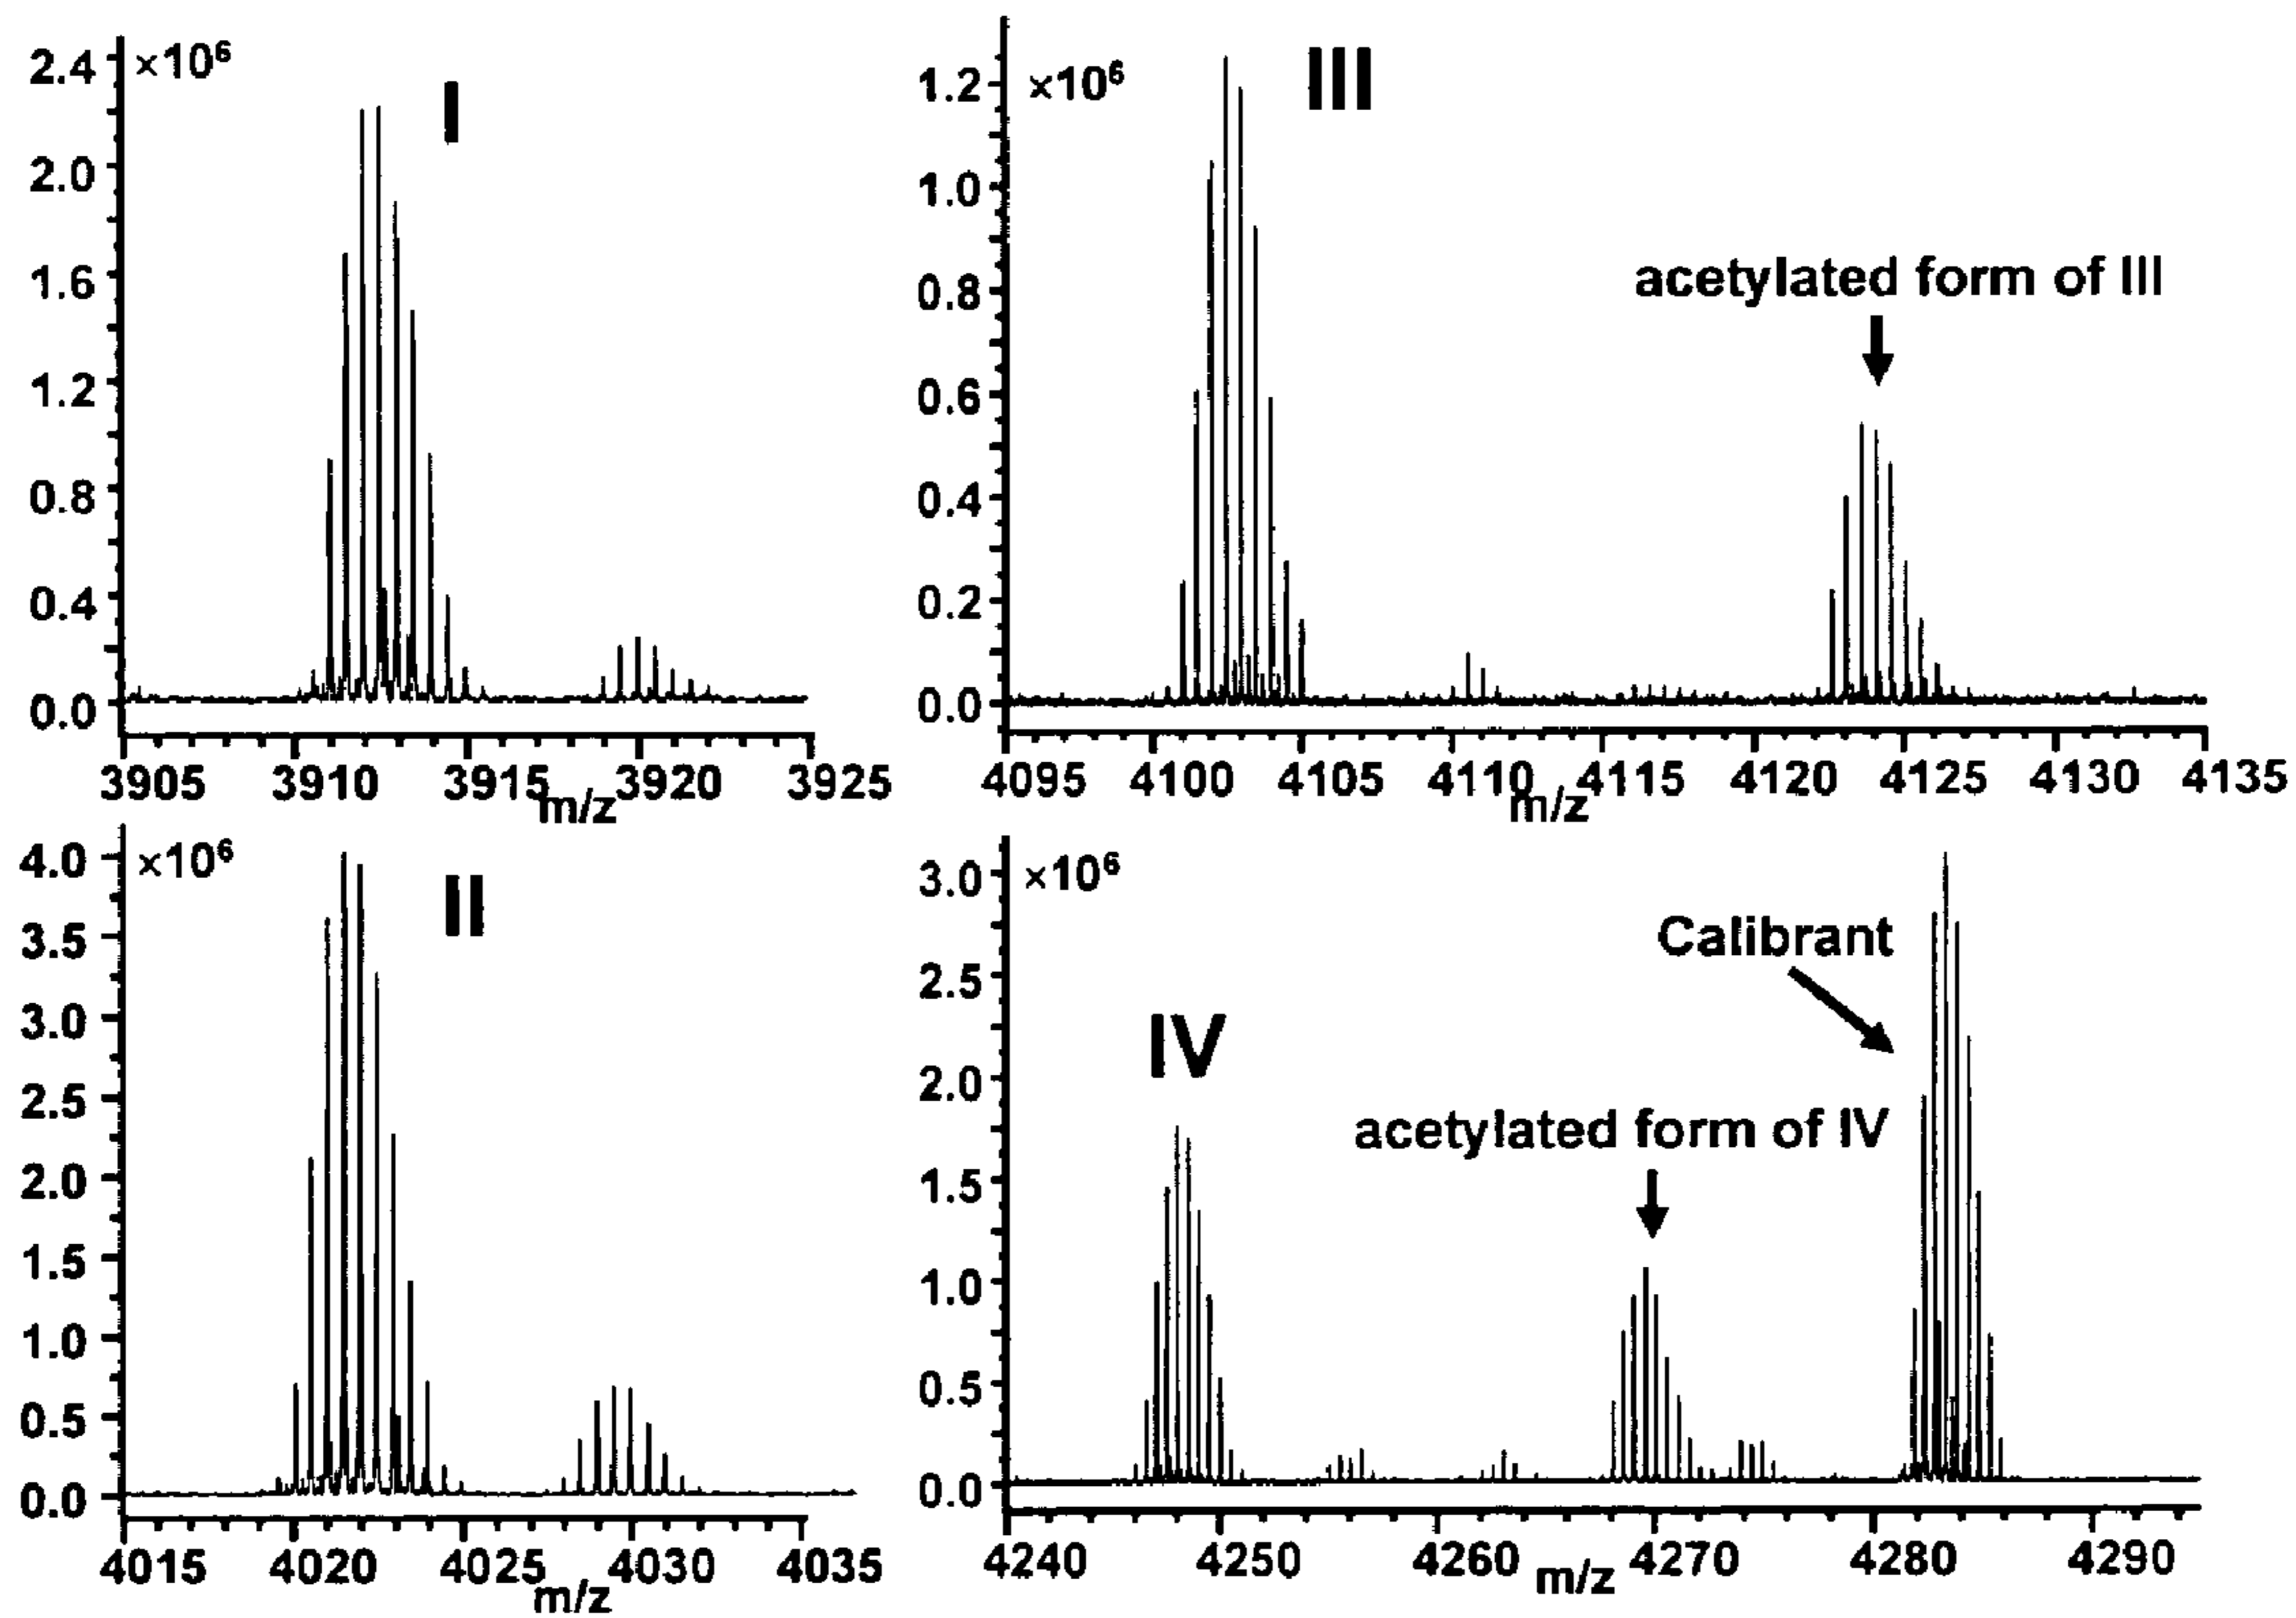 ×10⁶
I
2.4
2.0
1.6
1.2
0.8
0.4
0.0
3905 3910 3915 3920 3925
m/z
×10⁶
III
1.2
1.0
0.8
0.6
0.4
0.2
0.0
acetylated form of III
4095 4100 4105 4110 4115 4120 4125 4130 4135
m/z
×10⁶
II
4.0
3.5
3.0
2.5
2.0
1.5
1.0
0.5
0.0
4015 4020 4025 4030 4035
m/z
×10⁶
3.0
2.5
2.0
1.5
1.0
0.5
0.0
Calibrant
IV
acetylated form of IV
4240 4250 4260 4270 4280 4290
m/z